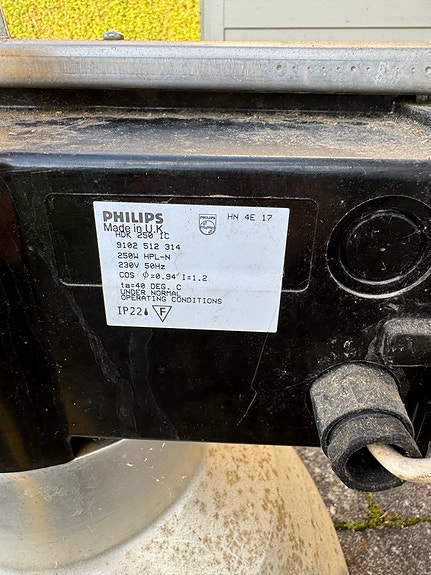 PHILIPS
PHILIPS
HN 4E 17
Made in U.K.
HDK 250 IC
9102 512 314
250W HPL-N
230V 50Hz
COS Φ=0.94 I=1.2
ta=40 DEG. C
UNDER NORMAL
OPERATING CONDITIONS
IP22 F